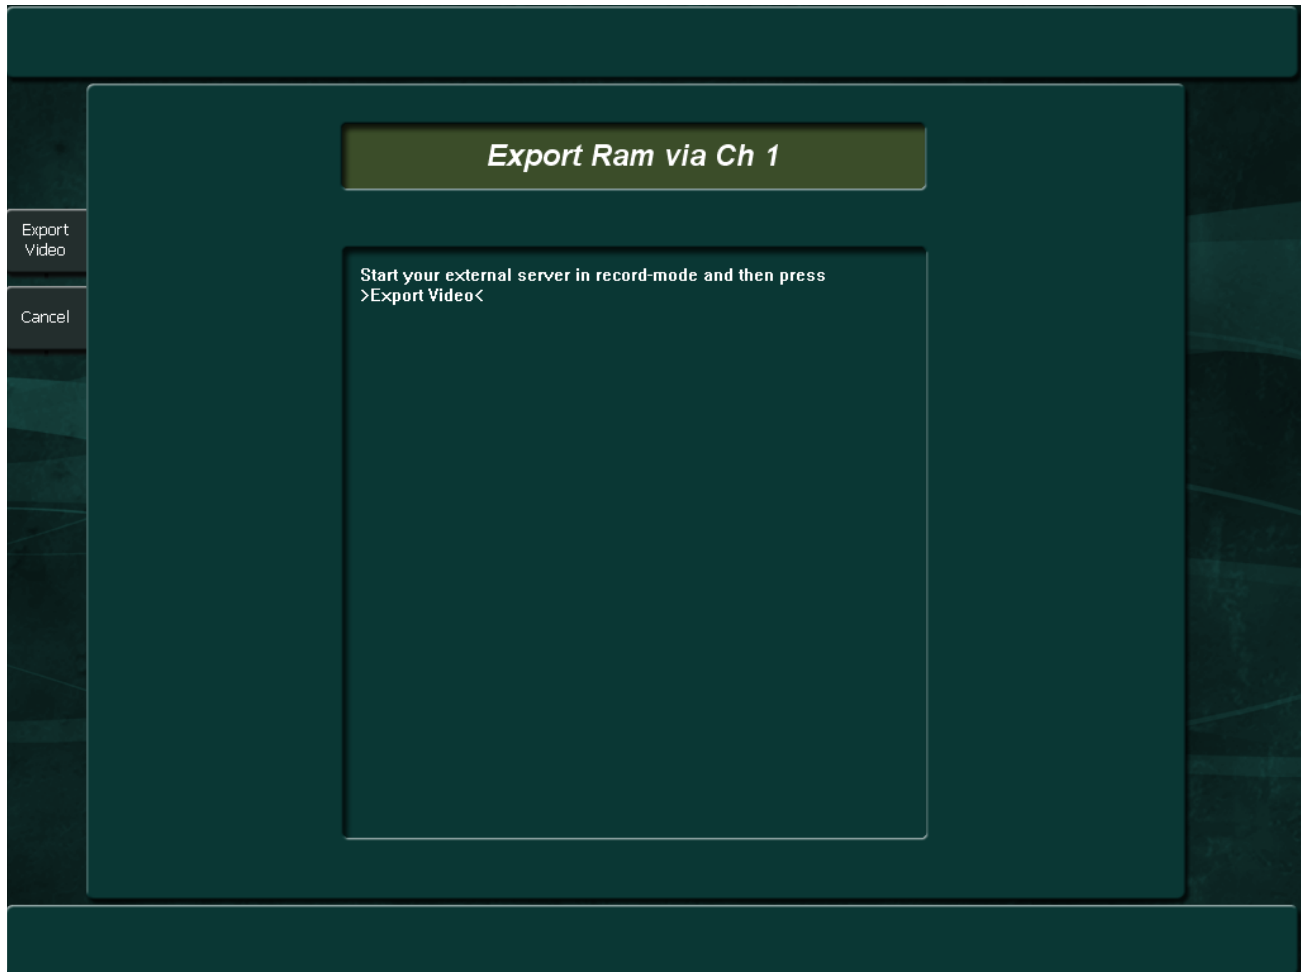 Export Ram via Ch 1
Export
Video
Cancel
Start your external server in record-mode and then press
>Export Video<